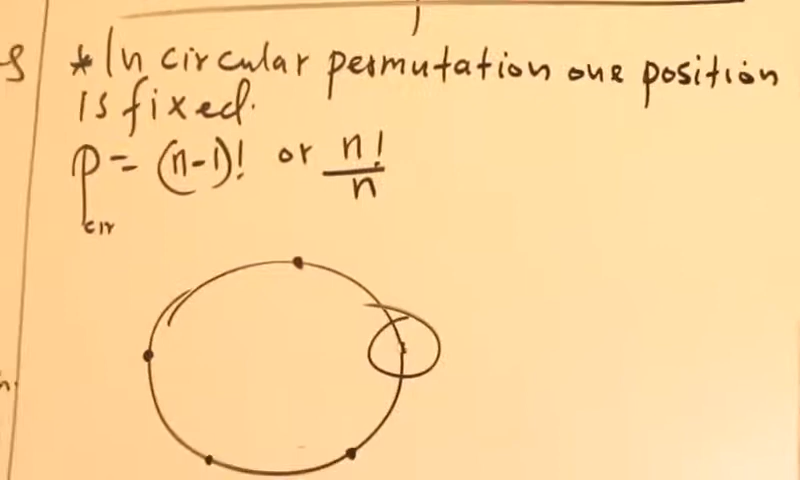 * In circular permutation one position
is fixed.
P cir = (n-1)! or n!/n